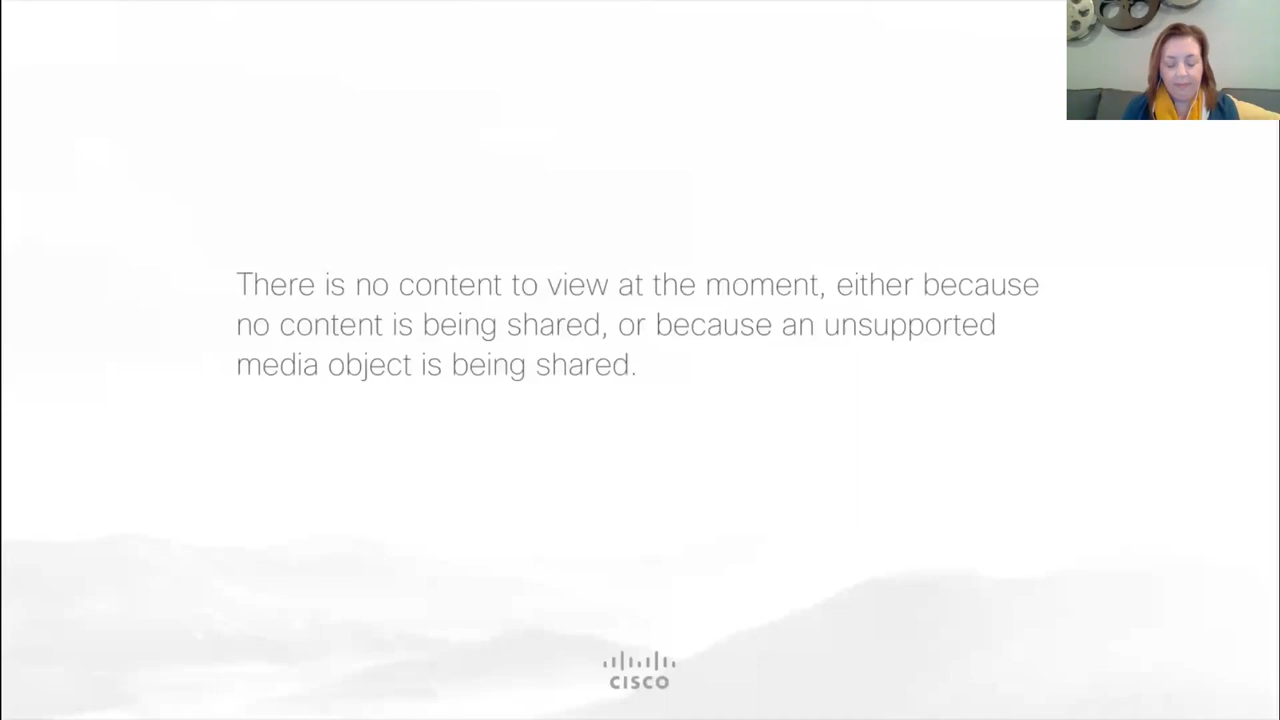 There is no content to view at the moment, either because
no content is being shared, or because an unsupported
media object is being shared.
CISCO